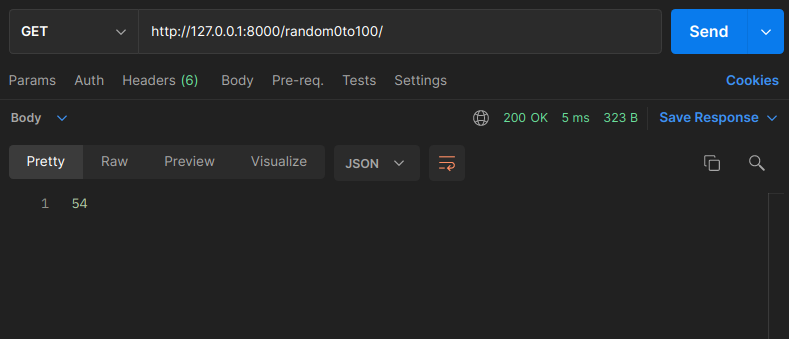 GET http://127.0.0.1:8000/random0to100/ Send
Params Auth Headers (6) Body Pre-req. Tests Settings Cookies
Body 200 OK 5 ms 323 B Save Response
Pretty Raw Preview Visualize JSON
1 54